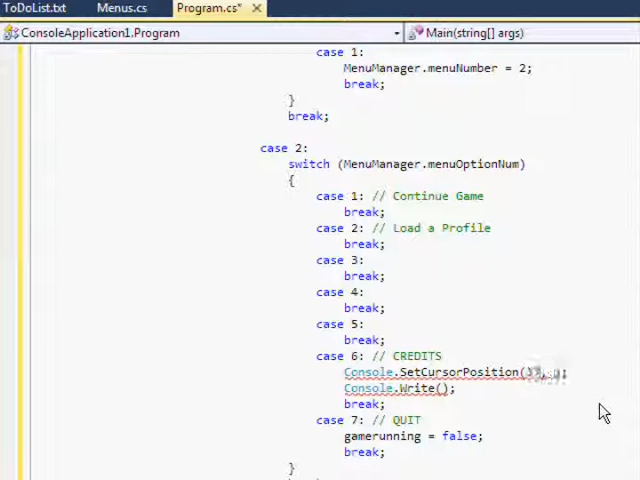 ToDoList.txt Menus.cs Program.cs* ×
ConsoleApplication1.Program Main(string[] args)
case 1:
MenuManager.menuNumber = 2;
break;
}
break;
case 2:
switch (MenuManager.menuOptionNum)
{
case 1: // Continue Game
break;
case 2: // Load a Profile
break;
case 3:
break;
case 4:
break;
case 5:
break;
case 6: // CREDITS
Console.SetCursorPosition(
Console.Write();
break;
case 7: // QUIT
gamerunning = false;
break;
}